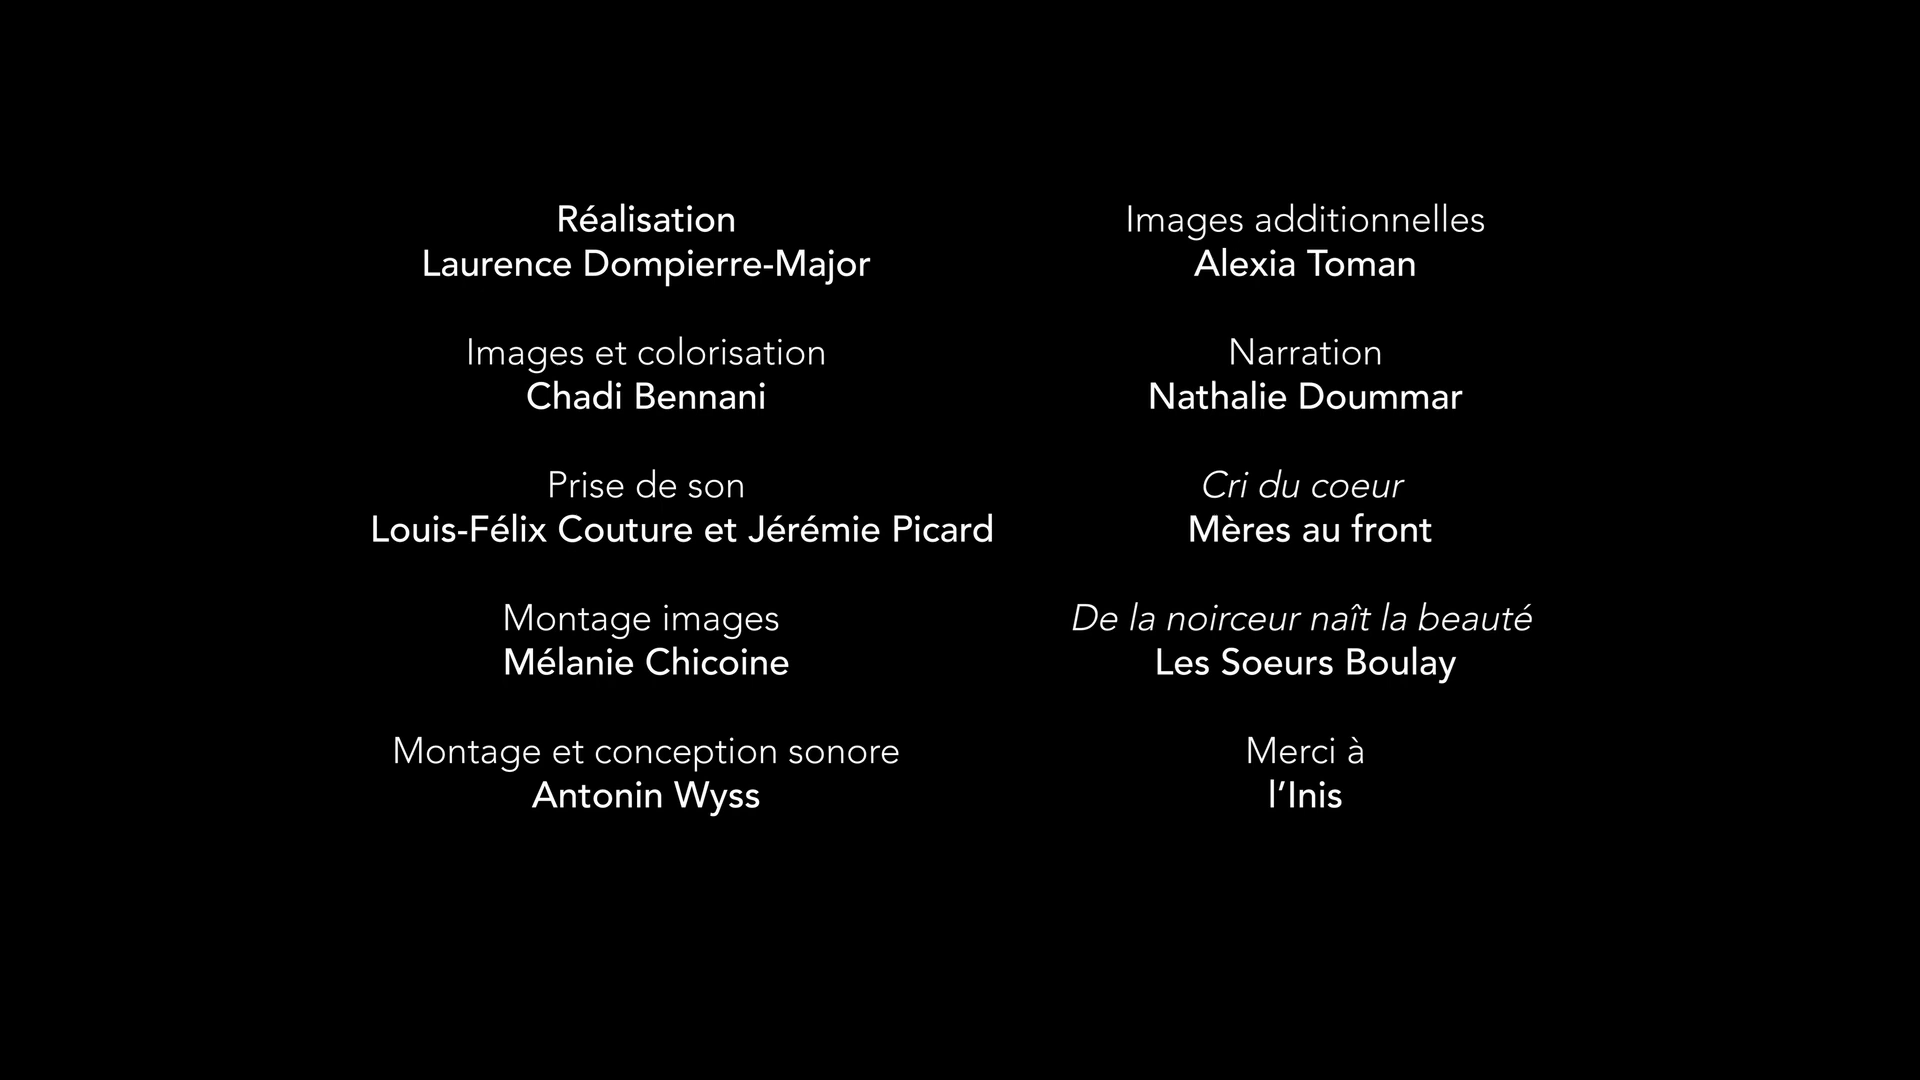 Réalisation
Laurence Dompierre-Major
Images et colorisation
Chadi Bennani
Prise de son
Louis-Félix Couture et Jérémie Picard
Montage images
Mélanie Chicoine
Montage et conception sonore
Antonin Wyss
Images additionnelles
Alexia Toman
Narration
Nathalie Doummar
Cri du coeur
Mères au front
De la noirceur naît la beauté
Les Soeurs Boulay
Merci à
l’Inis